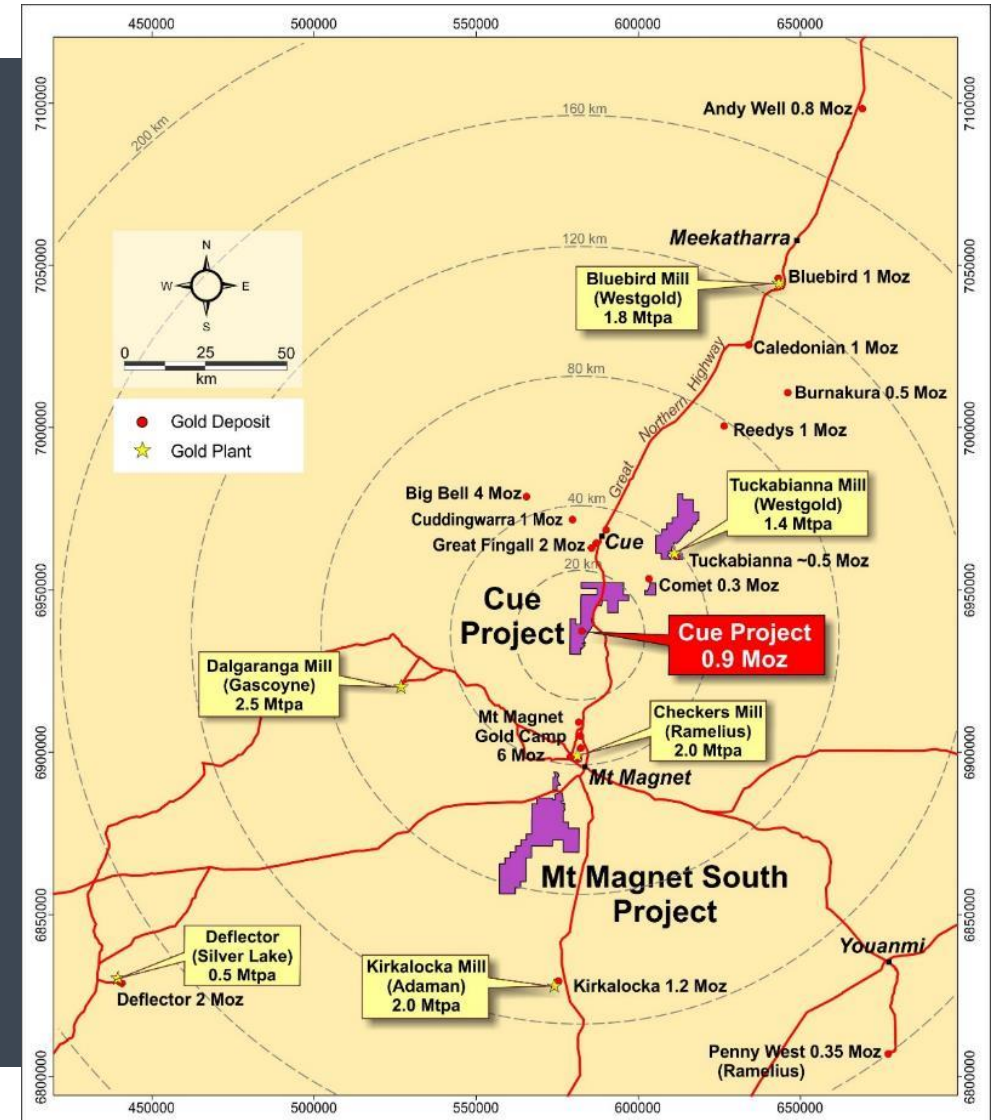 450000
500000
550000
600000
650000
7100000
7050000
7000000
6950000
6900000
6850000
6800000
7100000
7050000
7000000
6950000
6900000
6850000
6800000
200 km
160 km
120 km
80 km
40 km
20 km
Andy Well 0.8 Moz
Meekatharra
Bluebird Mill
(Westgold)
1.8 Mtpa
Bluebird 1 Moz
N
W
E
S
0
25
50
km
Gold Deposit
Gold Plant
Caledonian 1 Moz
Great Northern Highway
Burnakura 0.5 Moz
Reedys 1 Moz
Big Bell 4 Moz
Cuddingwarra 1 Moz
Great Fingall 2 Moz
Cue
Tuckabianna Mill
(Westgold)
1.4 Mtpa
Tuckabianna ~0.5 Moz
Comet 0.3 Moz
Cue
Project
Cue Project
0.9 Moz
Dalgaranga Mill
(Gascoyne)
2.5 Mtpa
Mt Magnet
Gold Camp
6 Moz
Checkers Mill
(Ramelius)
2.0 Mtpa
Mt Magnet
Mt Magnet South
Project
Deflector
(Silver Lake)
0.5 Mtpa
Deflector 2 Moz
Kirkalocka Mill
(Adaman)
2.0 Mtpa
Kirkalocka 1.2 Moz
Youanmi
Penny West 0.35 Moz
(Ramelius)
450000
500000
550000
600000
650000